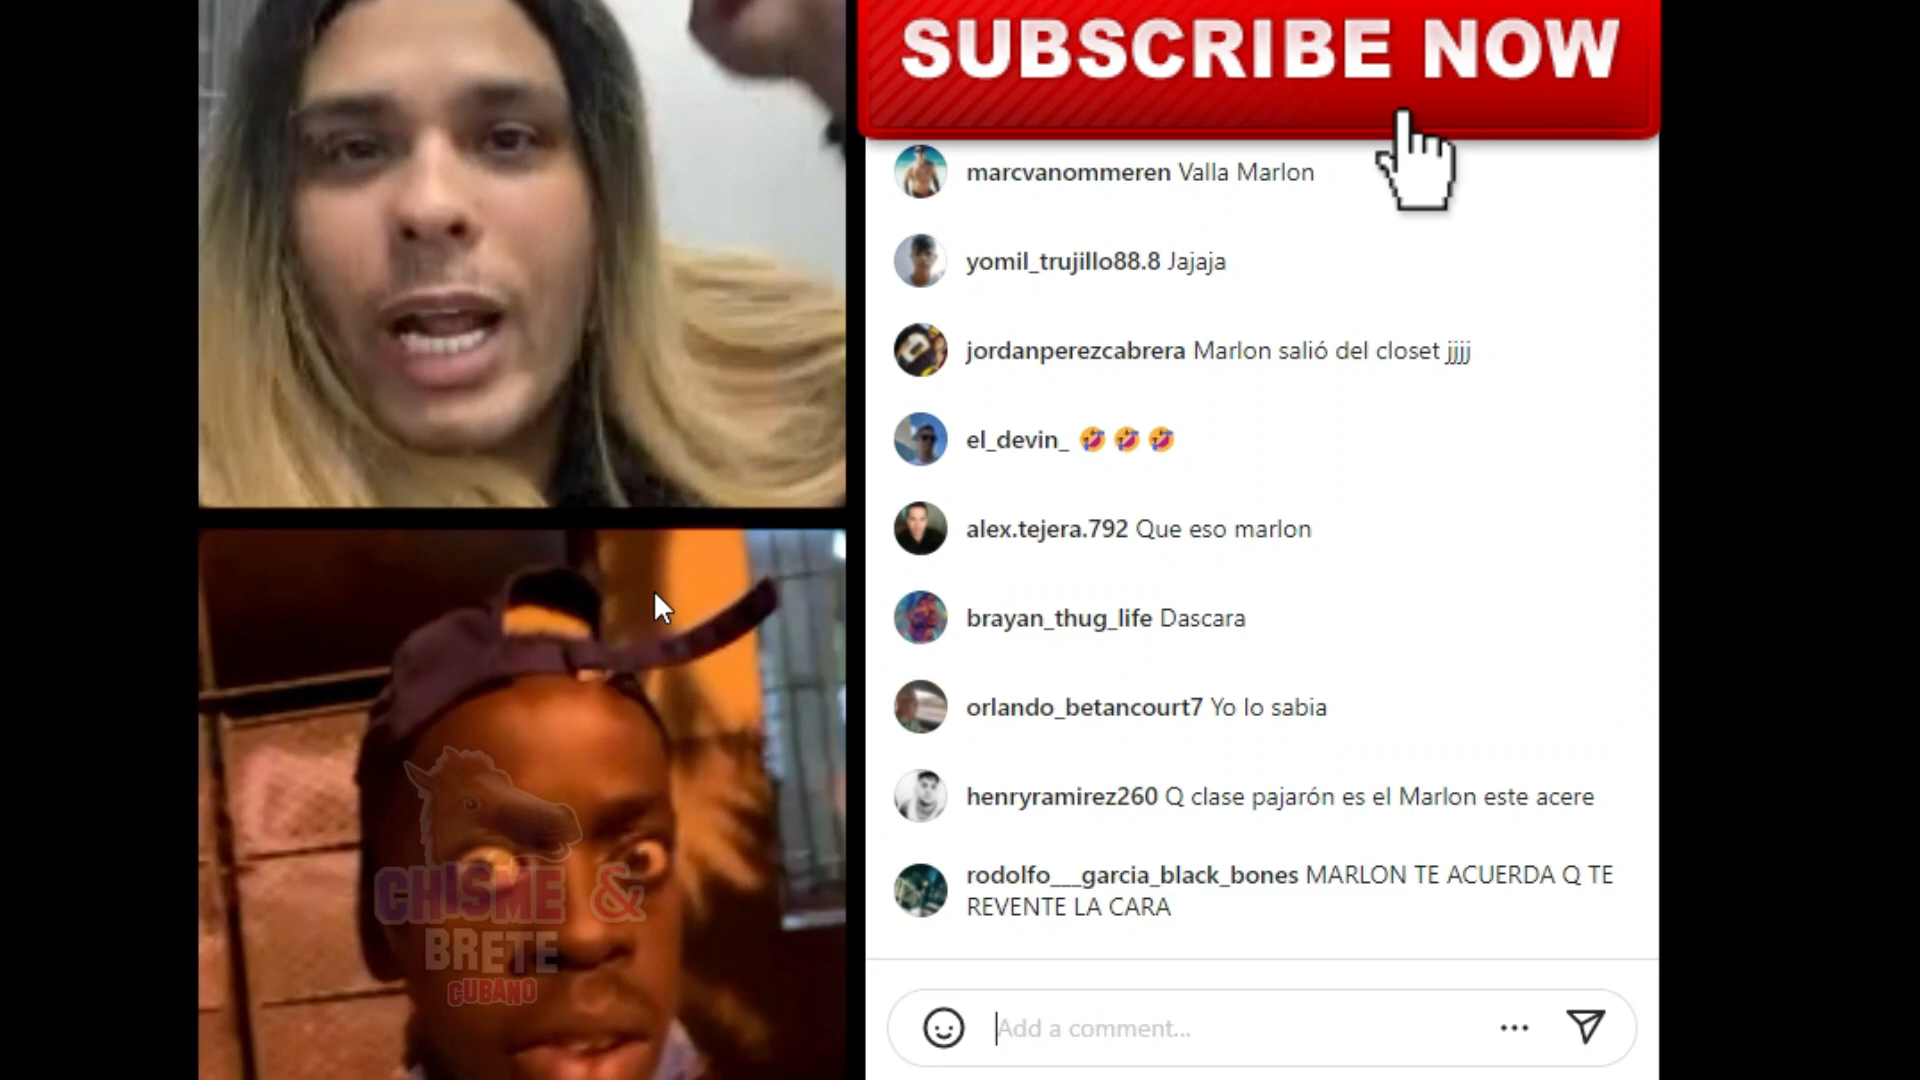 SUBSCRIBE NOW
marcvanommeren Valla Marlon
yomil_trujillo88.8 Jajaja
jordanperezcabrera Marlon salió del closet jjjj
el_devin_ 🤣 🤣 🤣
alex.tejera.792 Que eso marlon
brayan_thug_life Dascara
orlando_betancourt7 Yo lo sabia
henryramirez260 Q clase pajarón es el Marlon este acere
rodolfo___garcia_black_bones MARLON TE ACUERDA Q TE
REVENTE LA CARA
CHISME &
BRETE
CUBANO
Add a comment...